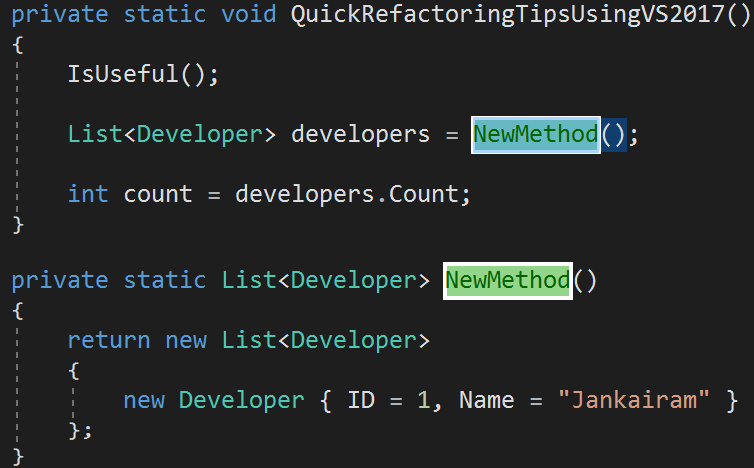 private static void QuickRefactoringTipsUsingVS2017()
{
IsUseful();
List<Developer> developers = NewMethod();
int count = developers.Count;
}
private static List<Developer> NewMethod()
{
return new List<Developer>
{
new Developer { ID = 1, Name = "Jankairam" }
};
}